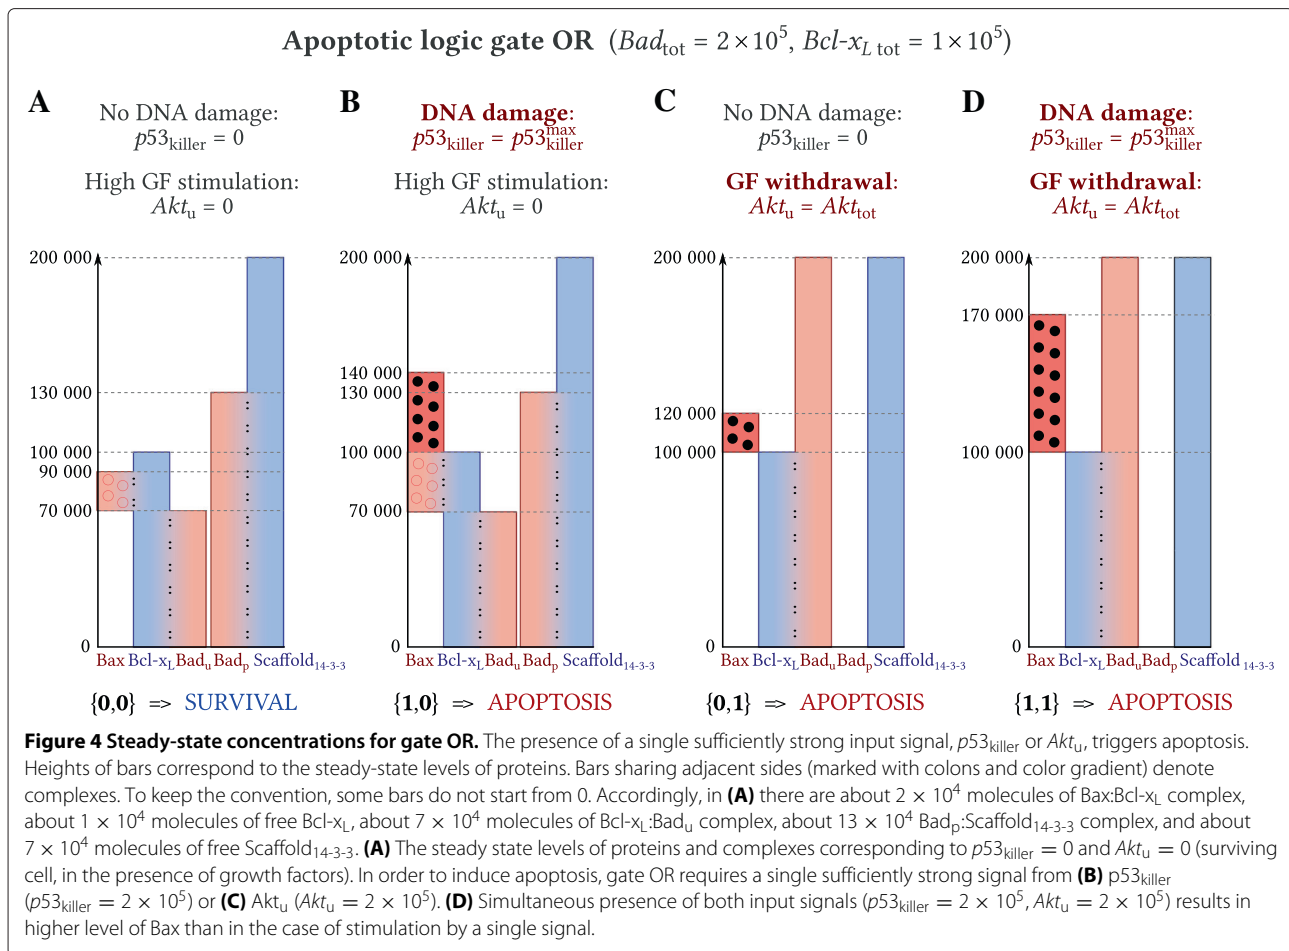 Apoptotic logic gate OR (Bad_tot = 2×10^5, Bcl-x_L tot = 1×10^5)
A
No DNA damage:
p53_killer = 0
High GF stimulation:
Akt_u = 0
200 000
130 000
100 000
90 000
70 000
0
Bax Bcl-x_L Bad_u Bad_p Scaffold_14-3-3
{0,0} => SURVIVAL
B
DNA damage:
p53_killer = p53^max_killer
High GF stimulation:
Akt_u = 0
200 000
140 000
130 000
100 000
70 000
0
Bax Bcl-x_L Bad_u Bad_p Scaffold_14-3-3
{1,0} => APOPTOSIS
C
No DNA damage:
p53_killer = 0
GF withdrawal:
Akt_u = Akt_tot
200 000
120 000
100 000
0
Bax Bcl-x_L Bad_u Bad_p Scaffold_14-3-3
{0,1} => APOPTOSIS
D
DNA damage:
p53_killer = p53^max_killer
GF withdrawal:
Akt_u = Akt_tot
200 000
170 000
100 000
0
Bax Bcl-x_L Bad_u Bad_p Scaffold_14-3-3
{1,1} => APOPTOSIS
Figure 4 Steady-state concentrations for gate OR. The presence of a single sufficiently strong input signal, p53_killer or Akt_u, triggers apoptosis.
Heights of bars correspond to the steady-state levels of proteins. Bars sharing adjacent sides (marked with colons and color gradient) denote
complexes. To keep the convention, some bars do not start from 0. Accordingly, in (A) there are about 2 × 10^4 molecules of Bax:Bcl-x_L complex,
about 1 × 10^4 molecules of free Bcl-x_L, about 7 × 10^4 molecules of Bcl-x_L:Bad_u complex, about 13 × 10^4 Bad_p:Scaffold_14-3-3 complex, and about
7 × 10^4 molecules of free Scaffold_14-3-3. (A) The steady state levels of proteins and complexes corresponding to p53_killer = 0 and Akt_u = 0 (surviving
cell, in the presence of growth factors). In order to induce apoptosis, gate OR requires a single sufficiently strong signal from (B) p53_killer
(p53_killer = 2 × 10^5) or (C) Akt_u (Akt_u = 2 × 10^5). (D) Simultaneous presence of both input signals (p53_killer = 2 × 10^5, Akt_u = 2 × 10^5) results in
higher level of Bax than in the case of stimulation by a single signal.